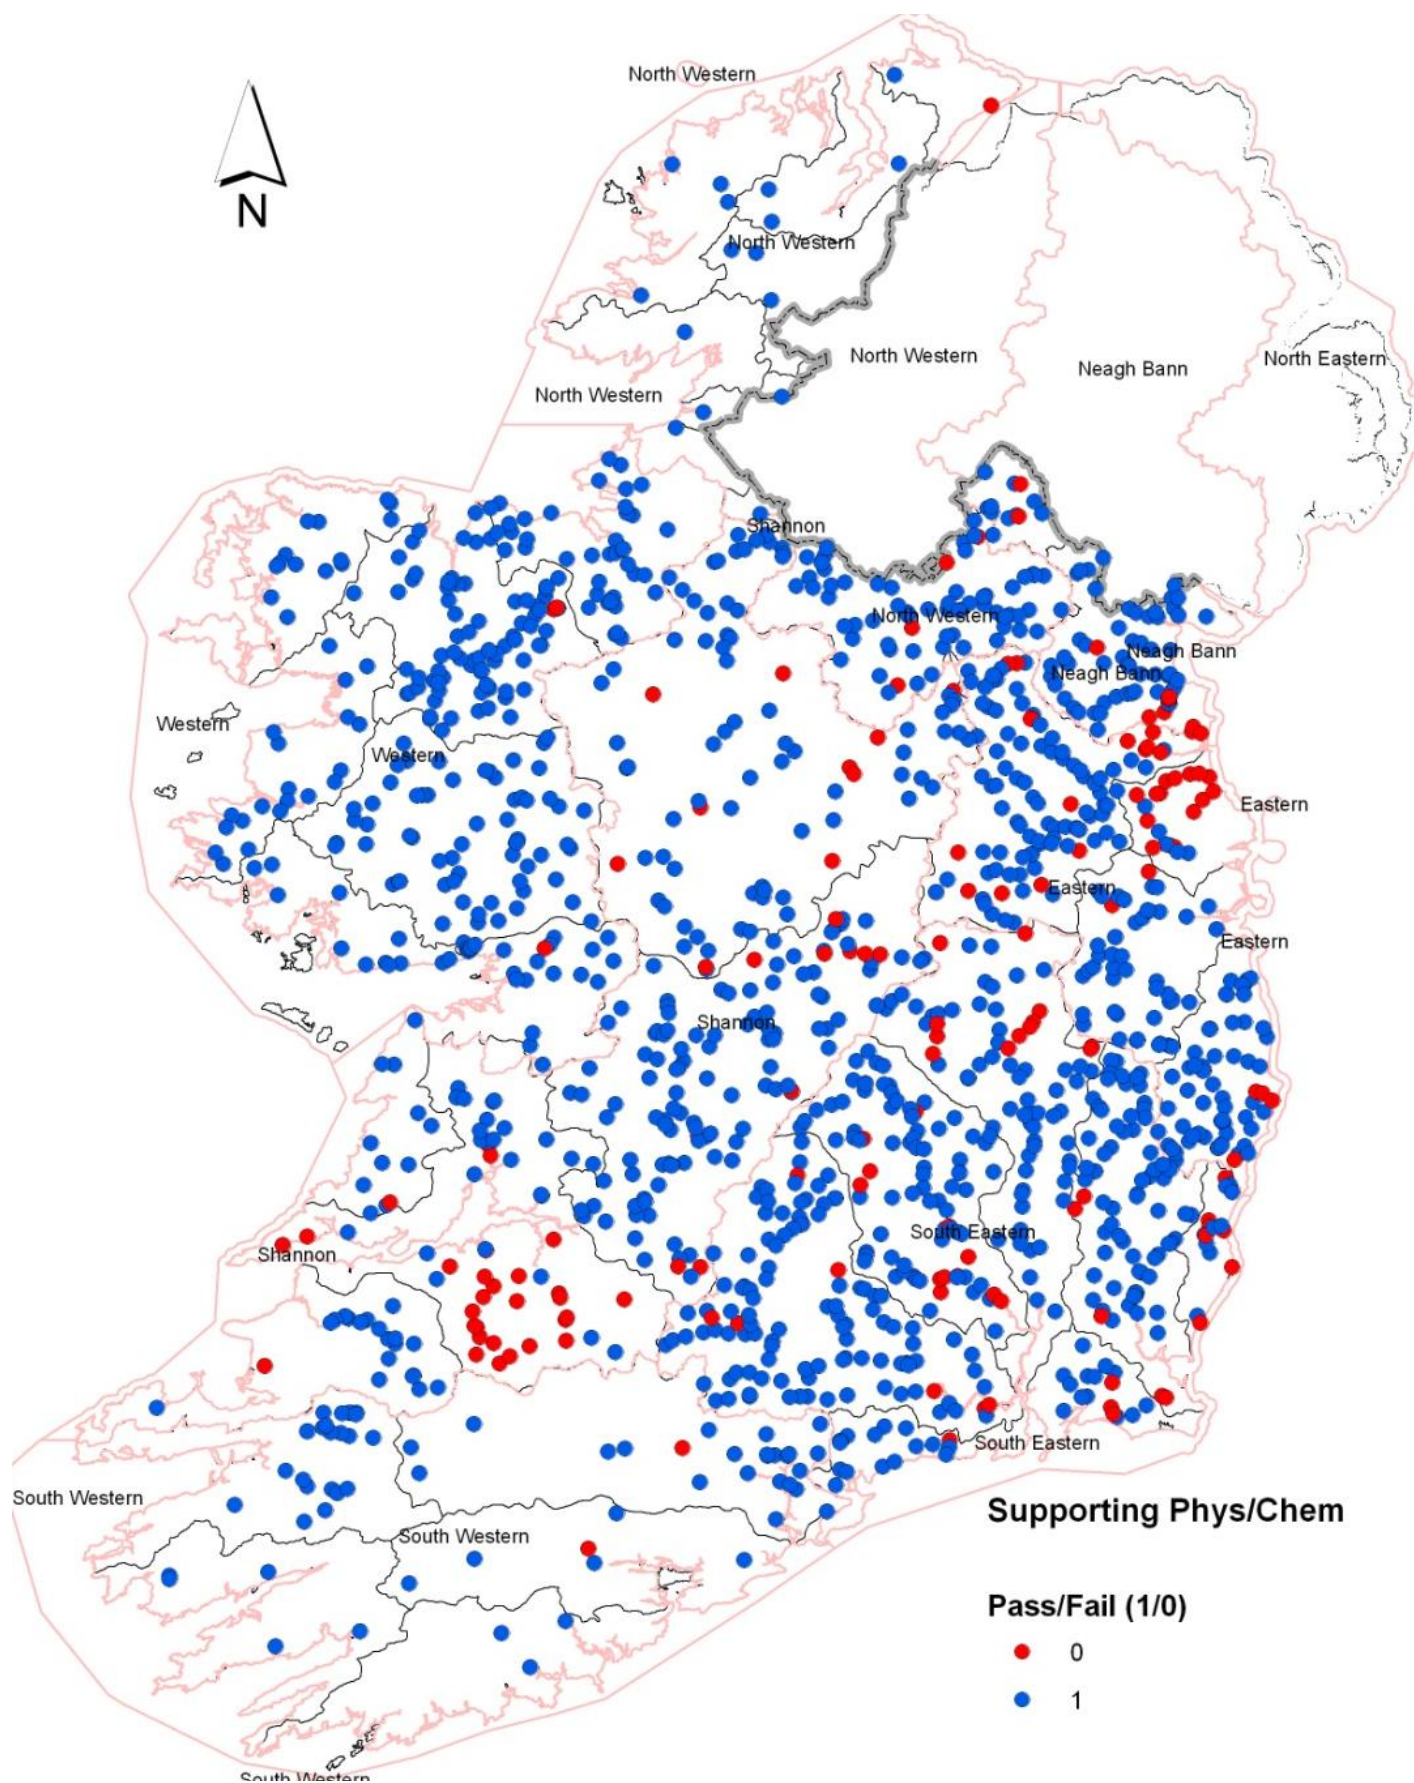 North Western
N
North Western
North Western
North Eastern
Neagh Bann
North Western
Shannon
North Western
Neagh Bann
Neagh Bann
Western
Western
Eastern
Eastern
Eastern
Shannon
South Eastern
Shannon
South Eastern
South Western
South Western
South Western
Supporting Phys/Chem
Pass/Fail (1/0)
0
1